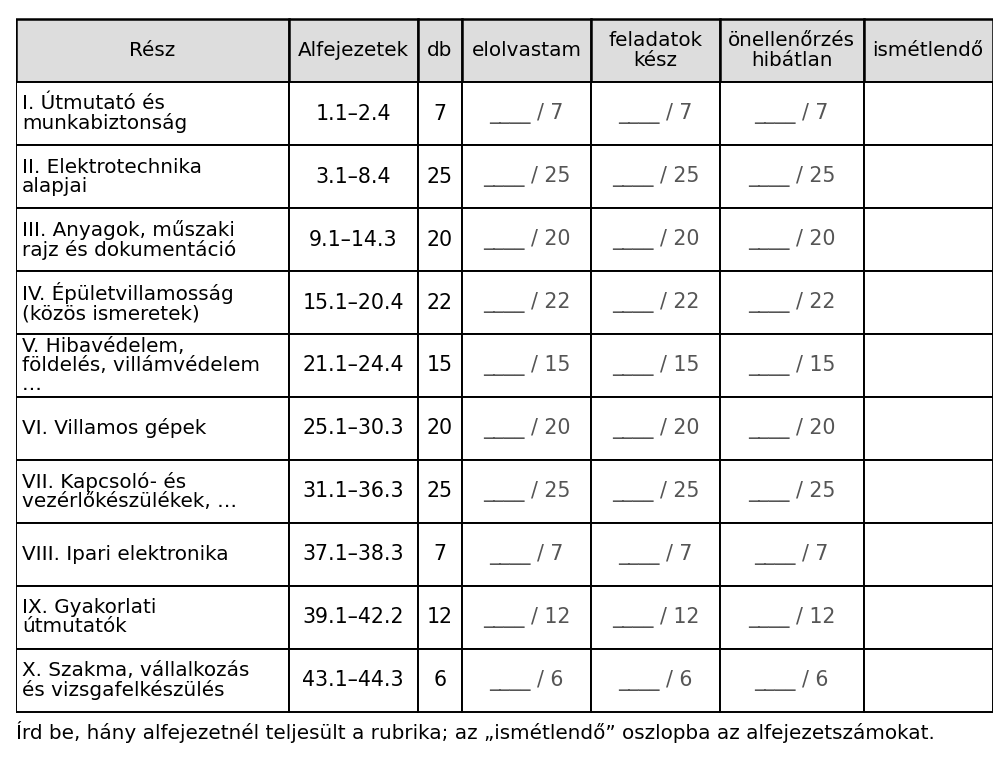 Rész Alfejezetek db elolvastam feladatok kész önellenőrzés hibátlan ismétlendő
I. Útmutató és munkabiztonság 1.1–2.4 7 ____ / 7 ____ / 7 ____ / 7
II. Elektrotechnika alapjai 3.1–8.4 25 ____ / 25 ____ / 25 ____ / 25
III. Anyagok, műszaki rajz és dokumentáció 9.1–14.3 20 ____ / 20 ____ / 20 ____ / 20
IV. Épületvillamosság (közös ismeretek) 15.1–20.4 22 ____ / 22 ____ / 22 ____ / 22
V. Hibavédelem, földelés, villámvédelem … 21.1–24.4 15 ____ / 15 ____ / 15 ____ / 15
VI. Villamos gépek 25.1–30.3 20 ____ / 20 ____ / 20 ____ / 20
VII. Kapcsoló- és vezérlőkészülékek, … 31.1–36.3 25 ____ / 25 ____ / 25 ____ / 25
VIII. Ipari elektronika 37.1–38.3 7 ____ / 7 ____ / 7 ____ / 7
IX. Gyakorlati útmutatók 39.1–42.2 12 ____ / 12 ____ / 12 ____ / 12
X. Szakma, vállalkozás és vizsgafelkészülés 43.1–44.3 6 ____ / 6 ____ / 6 ____ / 6
Írd be, hány alfejezetnél teljesült a rubrika; az „ismétlendő” oszlopba az alfejezetszámokat.